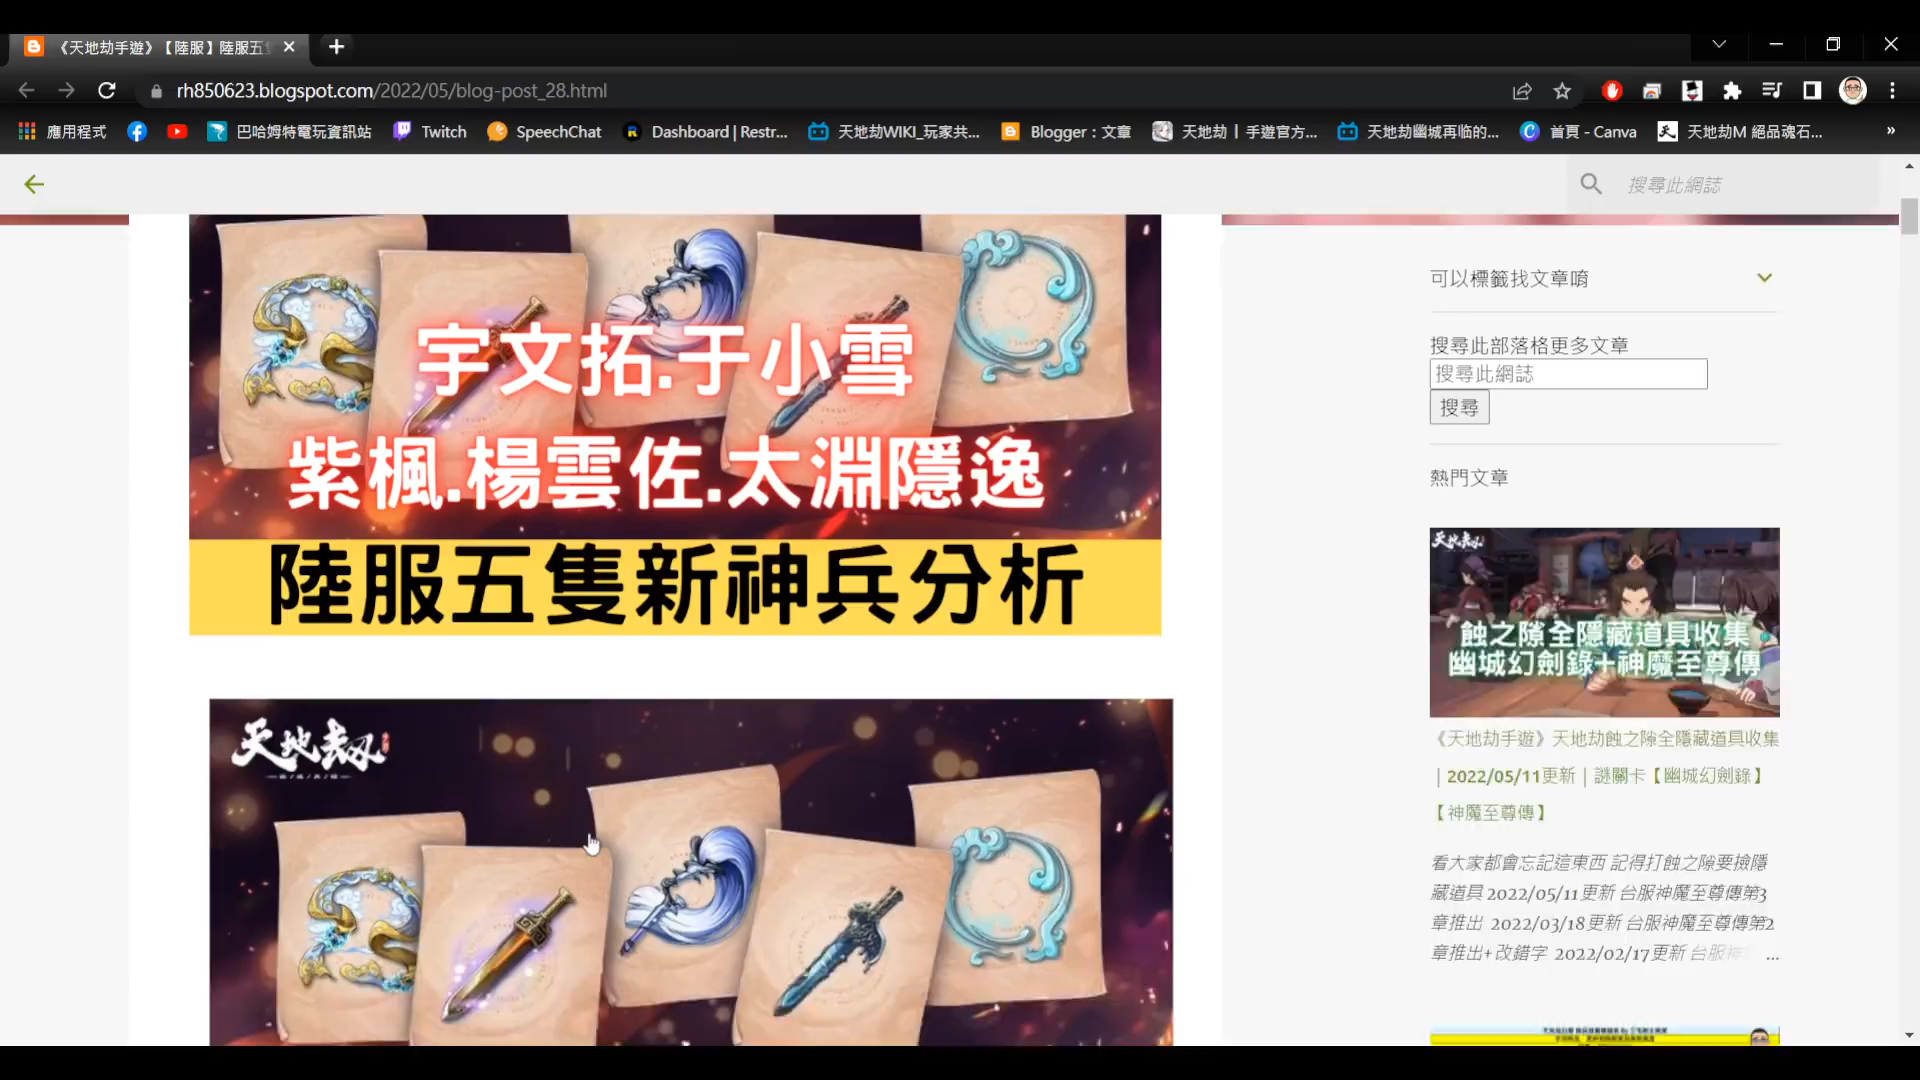 《天地劫手遊》【陸服】陸服五
rh850623.blogspot.com/2022/05/blog-post_28.html
應用程式
巴哈姆特電玩資訊站
Twitch
SpeechChat
Dashboard | Restr...
天地劫WIKI_玩家共...
Blogger：文章
天地劫丨手遊官方...
天地劫幽城再临的...
首頁 - Canva
天地劫M 絕品魂石...
搜尋此網誌
宇文拓.于小雪
紫楓.楊雲佐.太淵隱逸
陸服五隻新神兵分析
天地劫
可以標籤找文章唷
搜尋此部落格更多文章
搜尋此網誌
搜尋
熱門文章
天地劫
蝕之隙全隱藏道具收集
幽城幻劍錄+神魔至尊傳
《天地劫手遊》天地劫蝕之隙全隱藏道具收集
｜2022/05/11更新｜謎關卡【幽城幻劍錄】
【神魔至尊傳】
看大家都會忘記這東西 記得打蝕之隙要撿隱
藏道具 2022/05/11更新 台服神魔至尊傳第3
章推出 2022/03/18更新 台服神魔至尊傳第2
章推出+改錯字 2022/02/17更新 台服神 ...